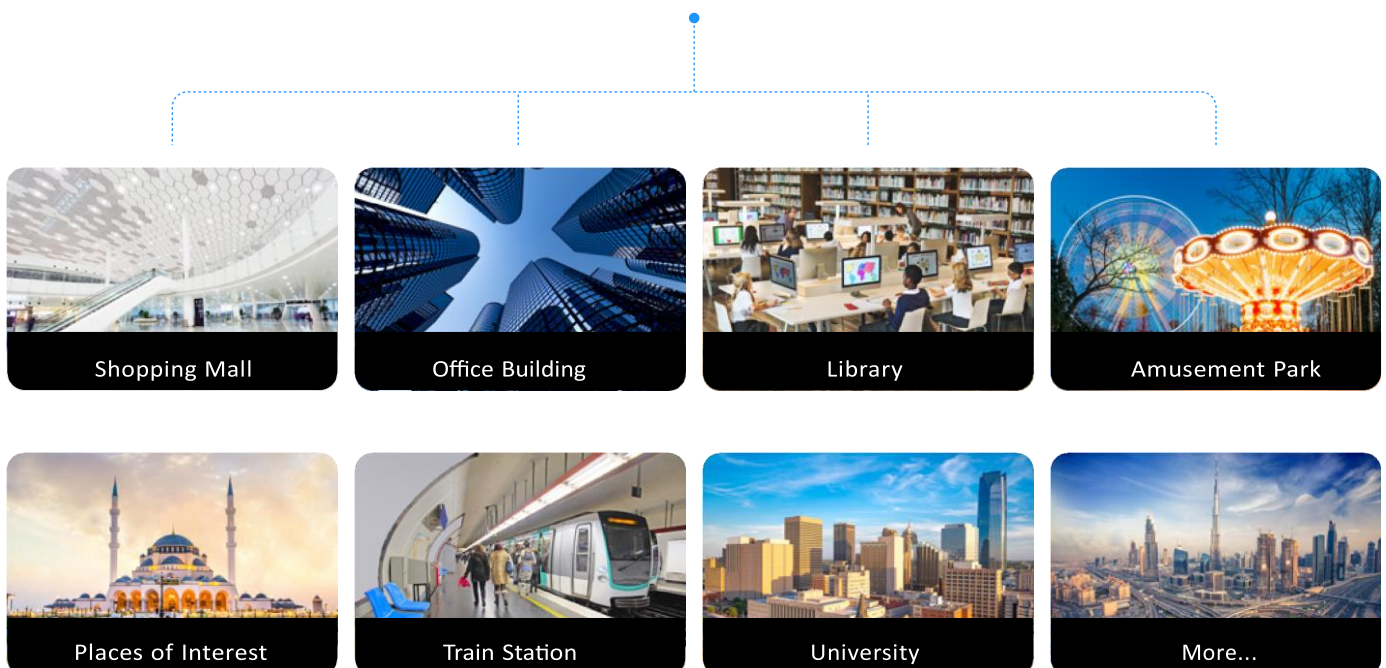 Shopping Mall
Office Building
Library
Amusement Park
Places of Interest
Train Station
University
More...